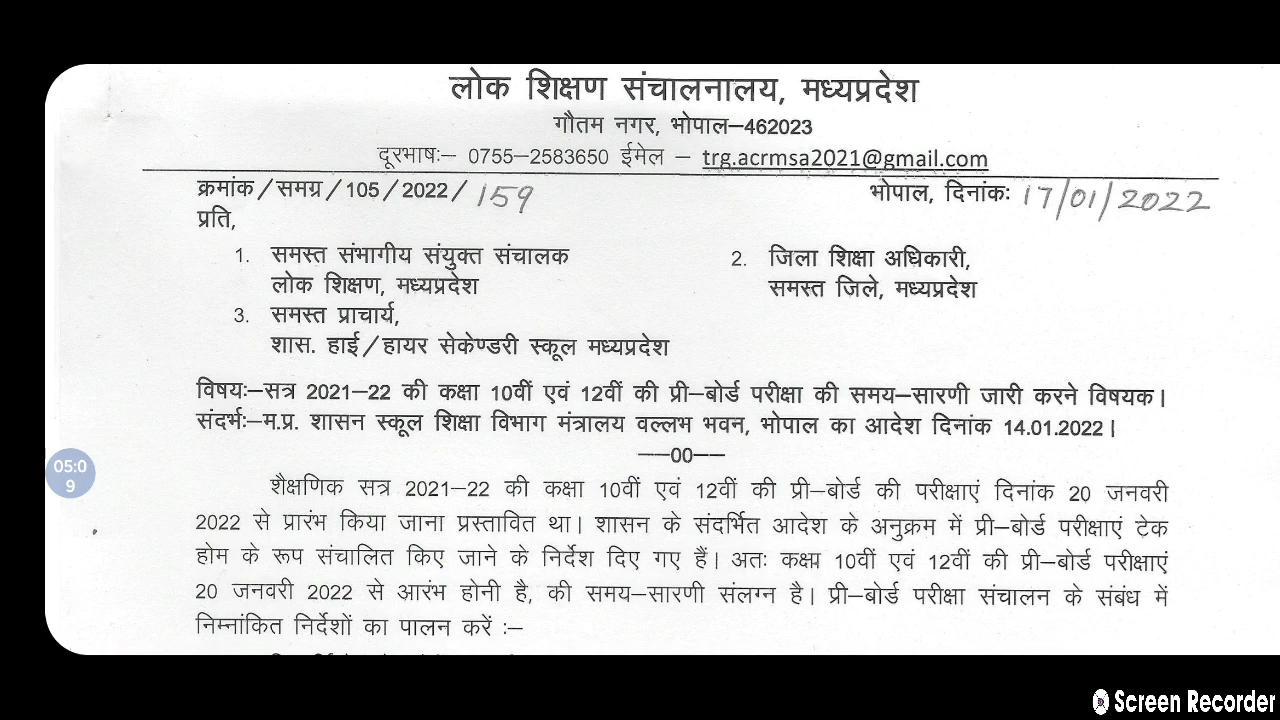 लोक शिक्षण संचालनालय, मध्यप्रदेश
गौतम नगर, भोपाल–462023
दूरभाषः– 0755–2583650 ईमेल – trg.acrmsa2021@gmail.com
क्रमांक/समग्र/105/2022/159 भोपाल, दिनांकः 17/01/2022
प्रति,
1. समस्त संभागीय संयुक्त संचालक 2. जिला शिक्षा अधिकारी,
लोक शिक्षण, मध्यप्रदेश समस्त जिले, मध्यप्रदेश
3. समस्त प्राचार्य,
शास. हाई/हायर सेकेण्डरी स्कूल मध्यप्रदेश
विषयः–सत्र 2021–22 की कक्षा 10वीं एवं 12वीं की प्री–बोर्ड परीक्षा की समय–सारणी जारी करने विषयक।
संदर्भः–म.प्र. शासन स्कूल शिक्षा विभाग मंत्रालय वल्लभ भवन, भोपाल का आदेश दिनांक 14.01.2022।
––00––
05:0
9
शैक्षणिक सत्र 2021–22 की कक्षा 10वीं एवं 12वीं की प्री–बोर्ड की परीक्षाएं दिनांक 20 जनवरी
2022 से प्रारंभ किया जाना प्रस्तावित था। शासन के संदर्भित आदेश के अनुक्रम में प्री–बोर्ड परीक्षाएं टेक
होम के रूप संचालित किए जाने के निर्देश दिए गए हैं। अतः कक्षा 10वीं एवं 12वीं की प्री–बोर्ड परीक्षाएं
20 जनवरी 2022 से आरंभ होनी है, की समय–सारणी संलग्न है। प्री–बोर्ड परीक्षा संचालन के संबंध में
निम्नांकित निर्देशों का पालन करें :–
Screen Recorder